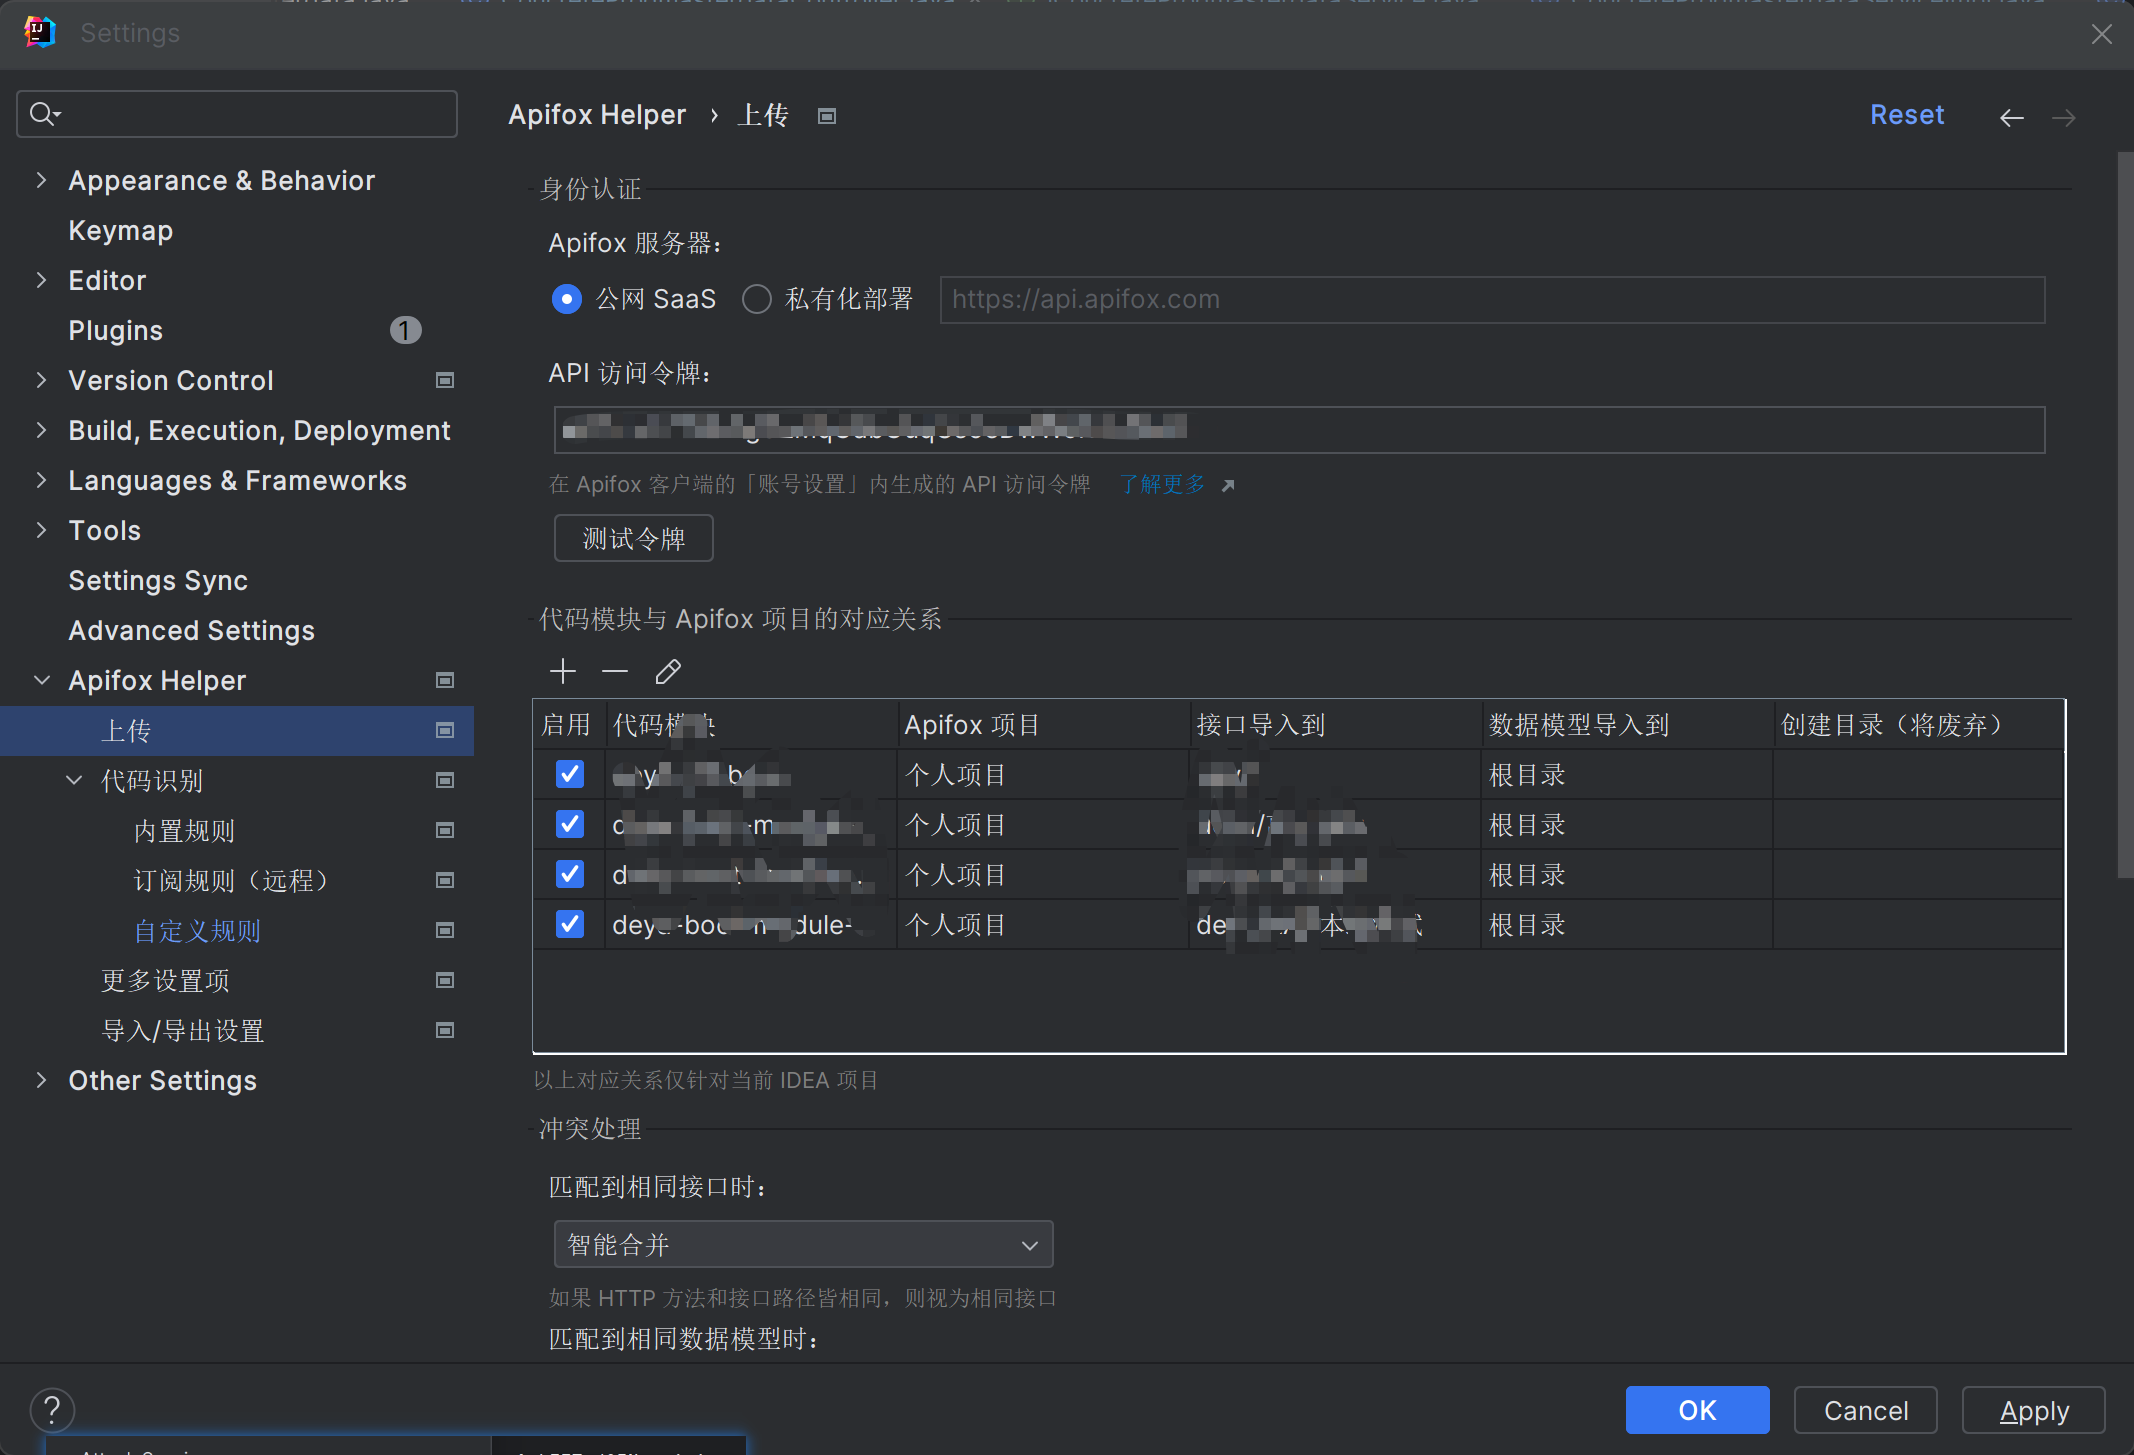 Settings
Apifox Helper › 上传
Reset
Appearance & Behavior
Keymap
Editor
Plugins 1
Version Control
Build, Execution, Deployment
Languages & Frameworks
Tools
Settings Sync
Advanced Settings
Apifox Helper
上传
代码识别
内置规则
订阅规则（远程）
自定义规则
更多设置项
导入/导出设置
Other Settings
身份认证
Apifox 服务器：
公网 SaaS 私有化部署 https://api.apifox.com
API 访问令牌：
在 Apifox 客户端的「账号设置」内生成的 API 访问令牌 了解更多 ↗
测试令牌
代码模块与 Apifox 项目的对应关系
启用 代码模块 Apifox 项目 接口导入到 数据模型导入到 创建目录（将废弃）
个人项目 根目录
个人项目 根目录
个人项目 根目录
个人项目 根目录
以上对应关系仅针对当前 IDEA 项目
冲突处理
匹配到相同接口时：
智能合并
如果 HTTP 方法和接口路径皆相同，则视为相同接口
匹配到相同数据模型时：
?
OK Cancel Apply